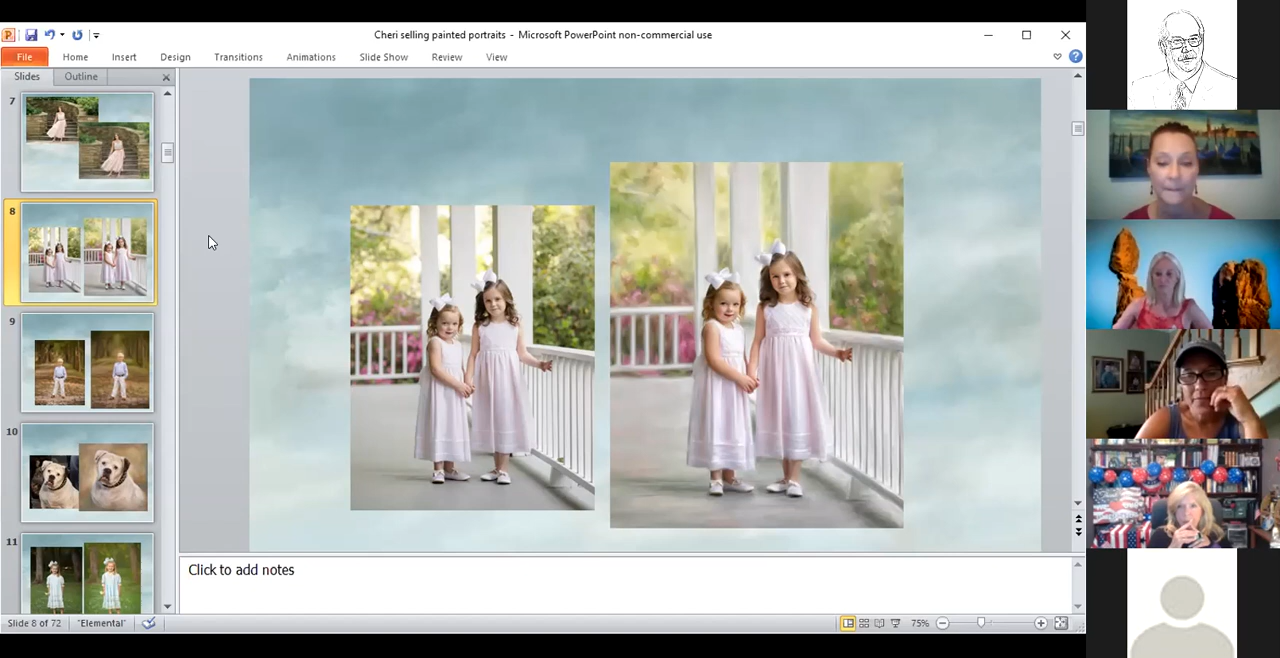 Cheri selling painted portraits - Microsoft PowerPoint non-commercial use
File Home Insert Design Transitions Animations Slide Show Review View
Slides Outline
7
8
9
10
11
Click to add notes
Slide 8 of 72 "Elemental" 75%